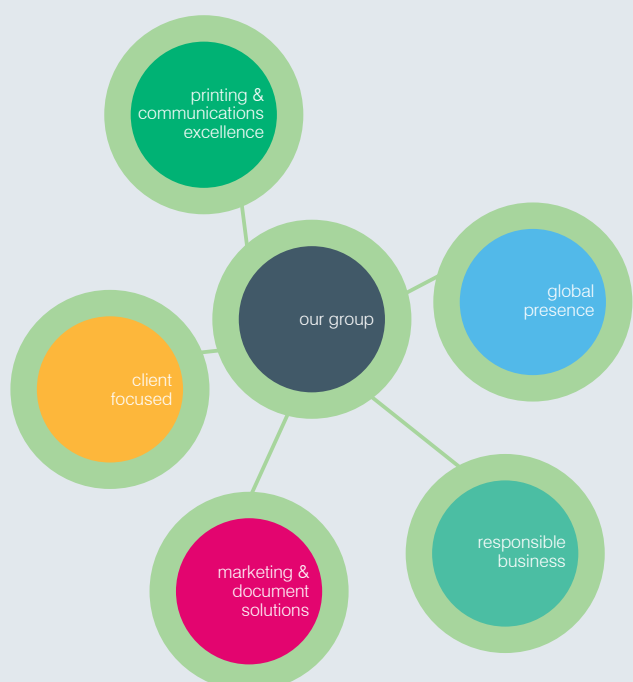 printing &
communications
excellence
global
presence
our group
client
focused
responsible
business
marketing &
document
solutions